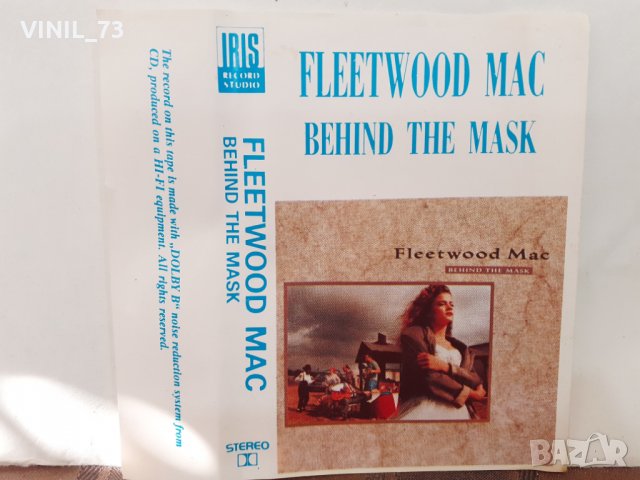 VINIL_73
The record on this tape is made with „DOLBY B“ noise reduction system from
CD, produced on a HI-FI equipment. All rights reserved.
IRIS
RECORD
STUDIO
FLEETWOOD MAC
BEHIND THE MASK
STEREO
FLEETWOOD MAC
BEHIND THE MASK
Fleetwood Mac
BEHIND THE MASK
BAZAR